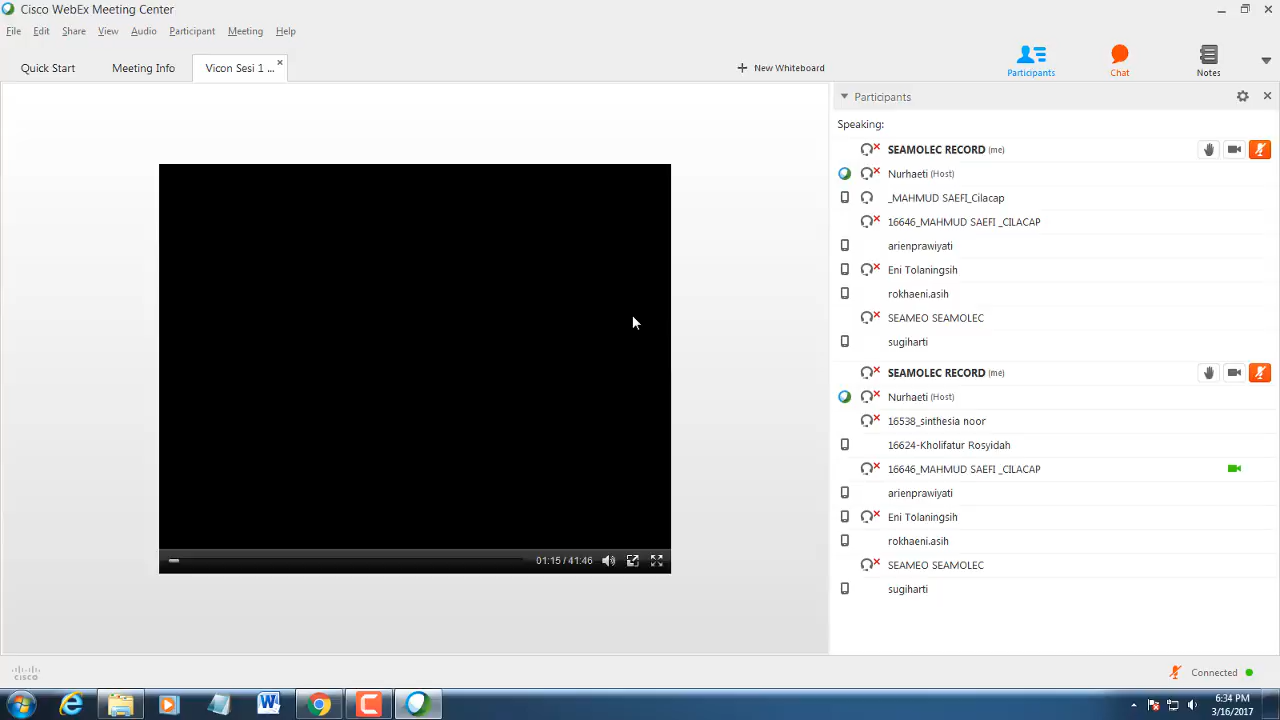 Cisco WebEx Meeting Center
File Edit Share View Audio Participant Meeting Help
Quick Start Meeting Info Vicon Sesi 1 ... New Whiteboard Participants Chat Notes
Participants
Speaking:
SEAMOLEC RECORD (me)
Nurhaeti (Host)
_MAHMUD SAEFI_Cilacap
16646_MAHMUD SAEFI _CILACAP
arienprawiyati
Eni Tolaningsih
rokhaeni.asih
SEAMEO SEAMOLEC
sugiharti
SEAMOLEC RECORD (me)
Nurhaeti (Host)
16538_sinthesia noor
16624-Kholifatur Rosyidah
16646_MAHMUD SAEFI _CILACAP
arienprawiyati
Eni Tolaningsih
rokhaeni.asih
SEAMEO SEAMOLEC
sugiharti
01:15 / 41:46
cisco
Connected
6:34 PM
3/16/2017